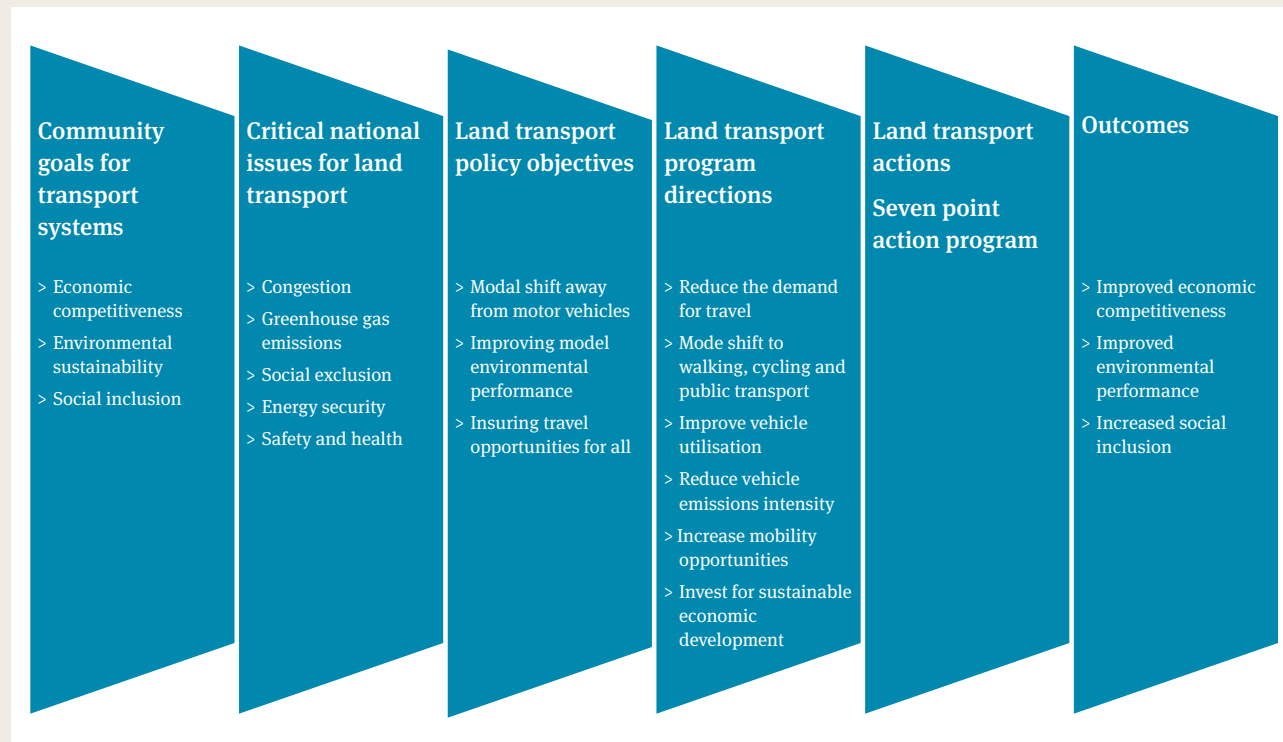 Community
goals for
transport
systems
> Economic
competitiveness
> Environmental
sustainability
> Social inclusion
Critical national
issues for land
transport
> Congestion
> Greenhouse gas
emissions
> Social exclusion
> Energy security
> Safety and health
Land transport
policy objectives
> Modal shift away
from motor vehicles
> Improving model
environmental
performance
> Insuring travel
opportunities for all
Land transport
program
directions
> Reduce the demand
for travel
> Mode shift to
walking, cycling and
public transport
> Improve vehicle
utilisation
> Reduce vehicle
emissions intensity
> Increase mobility
opportunities
> Invest for sustainable
economic
development
Land transport
actions
Seven point
action program
Outcomes
> Improved economic
competitiveness
> Improved
environmental
performance
> Increased social
inclusion